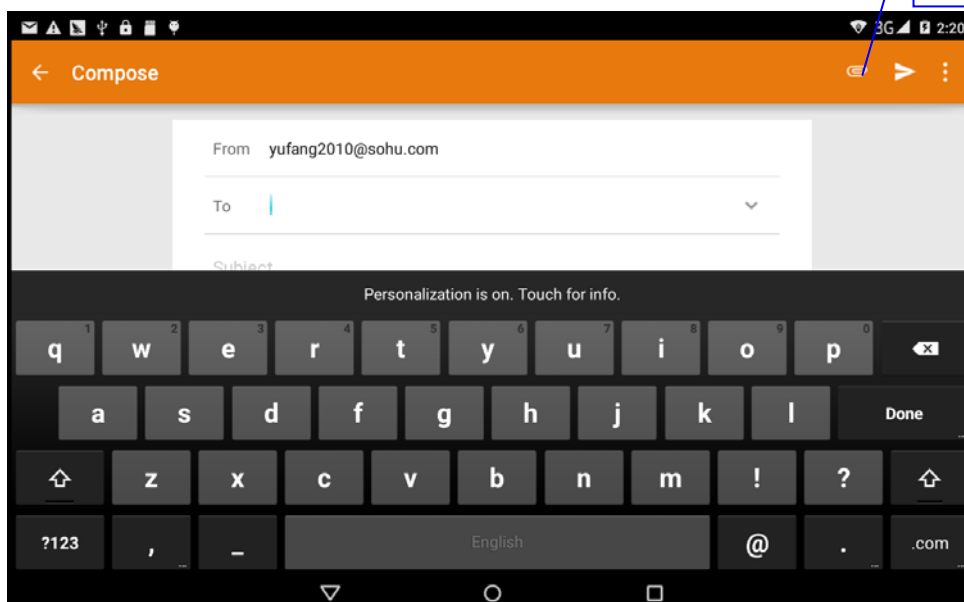 3G 2:20
Compose
From yufang2010@sohu.com
To
Subject
Personalization is on. Touch for info.
1 2 3 4 5 6 7 8 9 0
q w e r t y u i o p
a s d f g h j k l Done
z x c v b n m ! ?
?123 , _ English @ . .com